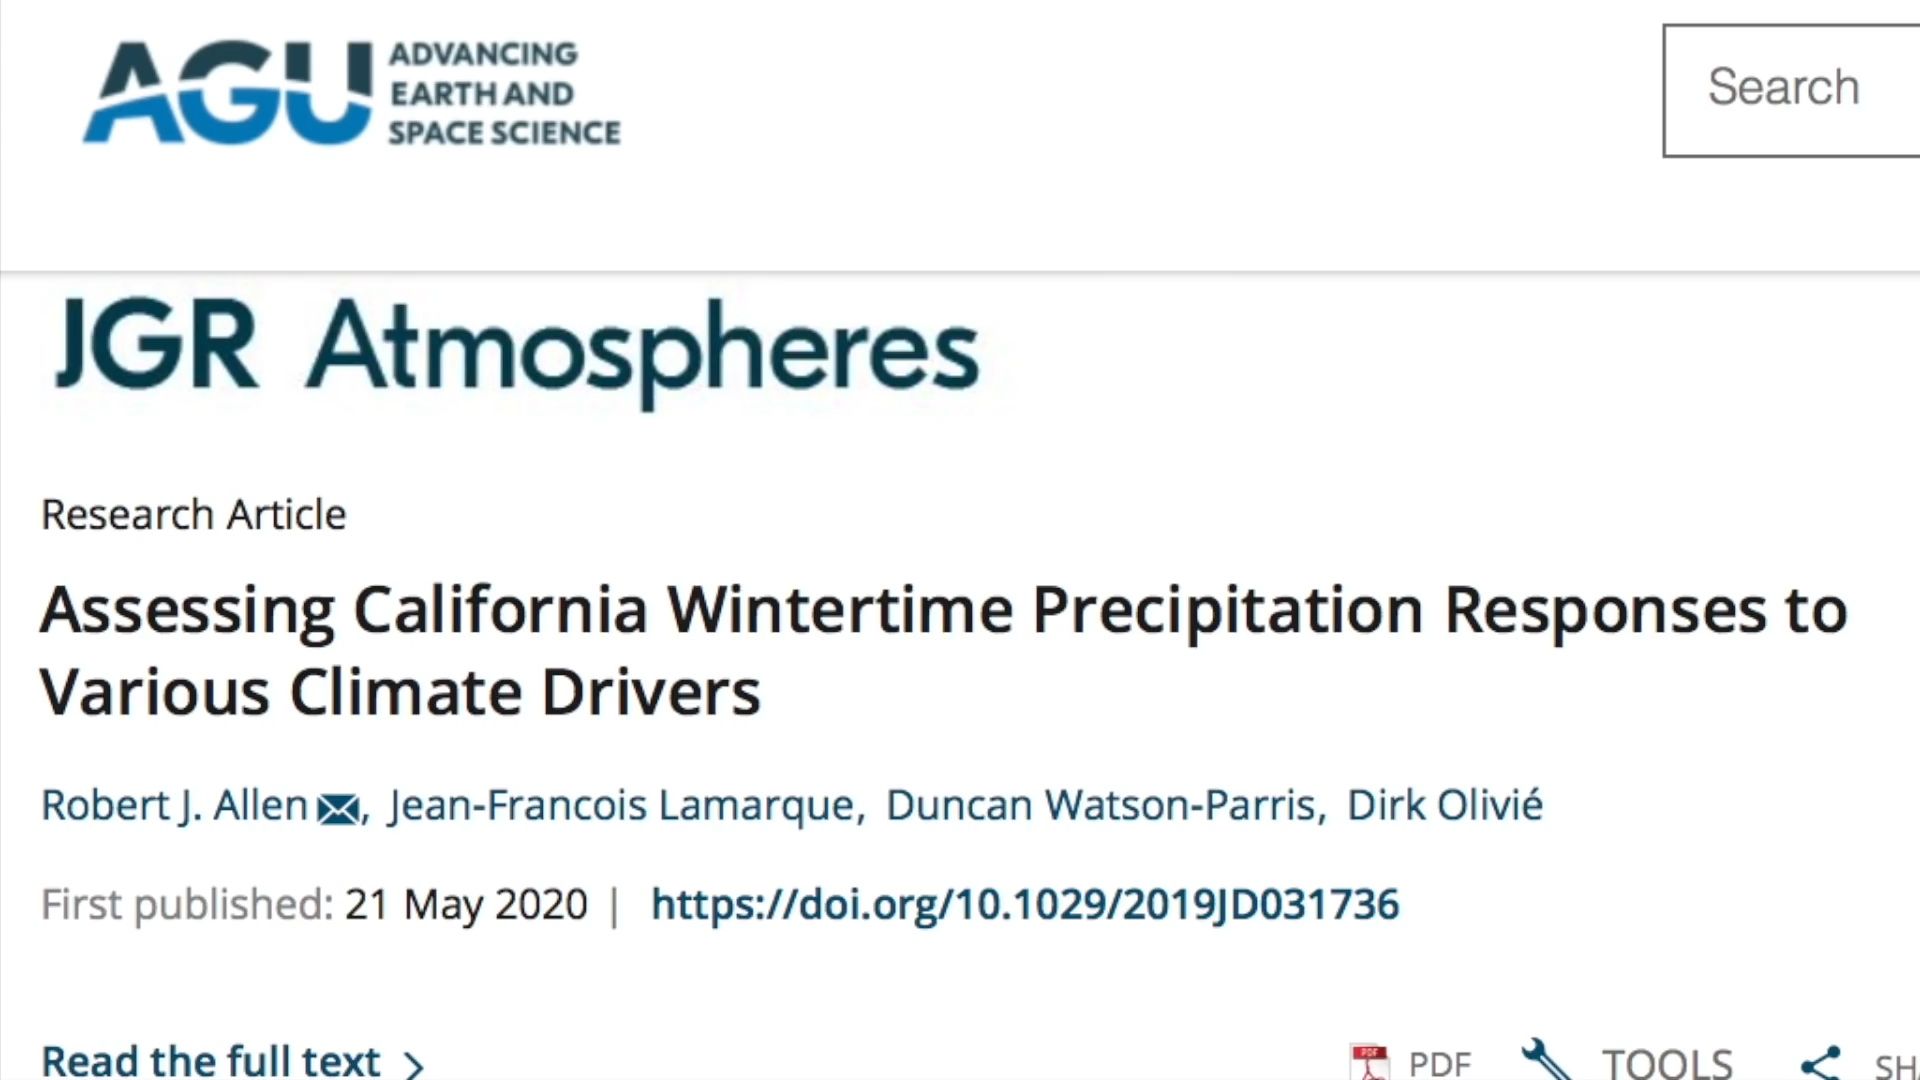 AGU ADVANCING
EARTH AND
SPACE SCIENCE
Search
JGR Atmospheres
Research Article
Assessing California Wintertime Precipitation Responses to
Various Climate Drivers
Robert J. Allen, Jean-Francois Lamarque, Duncan Watson-Parris, Dirk Olivié
First published: 21 May 2020 | https://doi.org/10.1029/2019JD031736
Read the full text PDF TOOLS